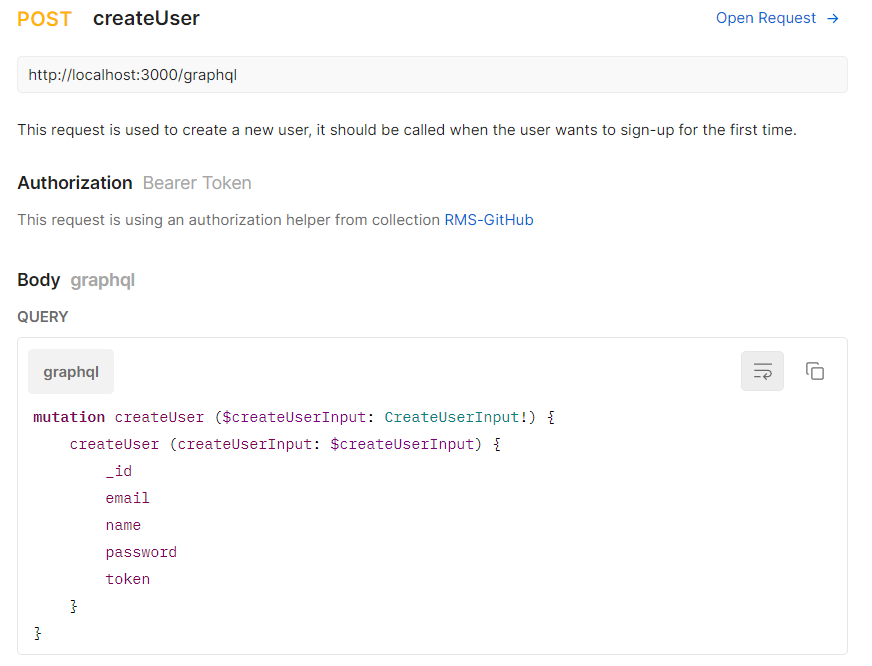 POST createUser Open Request →
http://localhost:3000/graphql
This request is used to create a new user, it should be called when the user wants to sign-up for the first time.
Authorization Bearer Token
This request is using an authorization helper from collection RMS-GitHub
Body graphql
QUERY
graphql
mutation createUser ($createUserInput: CreateUserInput!) {
    createUser (createUserInput: $createUserInput) {
        _id
        email
        name
        password
        token
    }
}